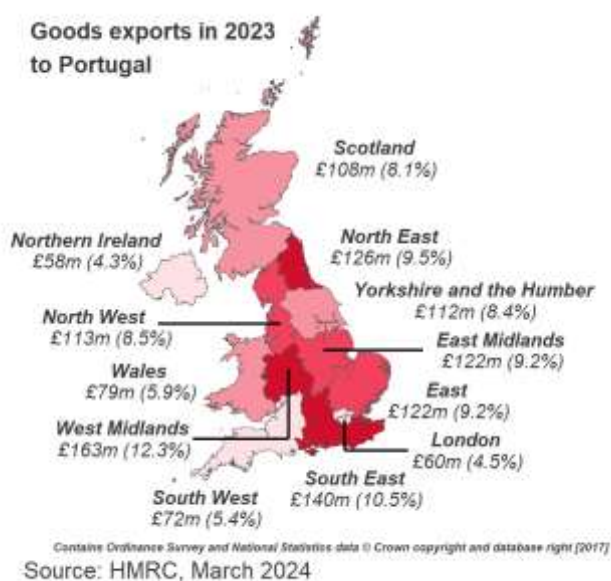 Goods exports in 2023
to Portugal
Scotland
£108m (8.1%)
Northern Ireland
£58m (4.3%)
North East
£126m (9.5%)
Yorkshire and the Humber
£112m (8.4%)
North West
£113m (8.5%)
East Midlands
£122m (9.2%)
Wales
£79m (5.9%)
East
£122m (9.2%)
West Midlands
£163m (12.3%)
London
£60m (4.5%)
South West
£72m (5.4%)
South East
£140m (10.5%)
Contains Ordinance Survey and National Statistics data © Crown copyright and database right [2017]
Source: HMRC, March 2024